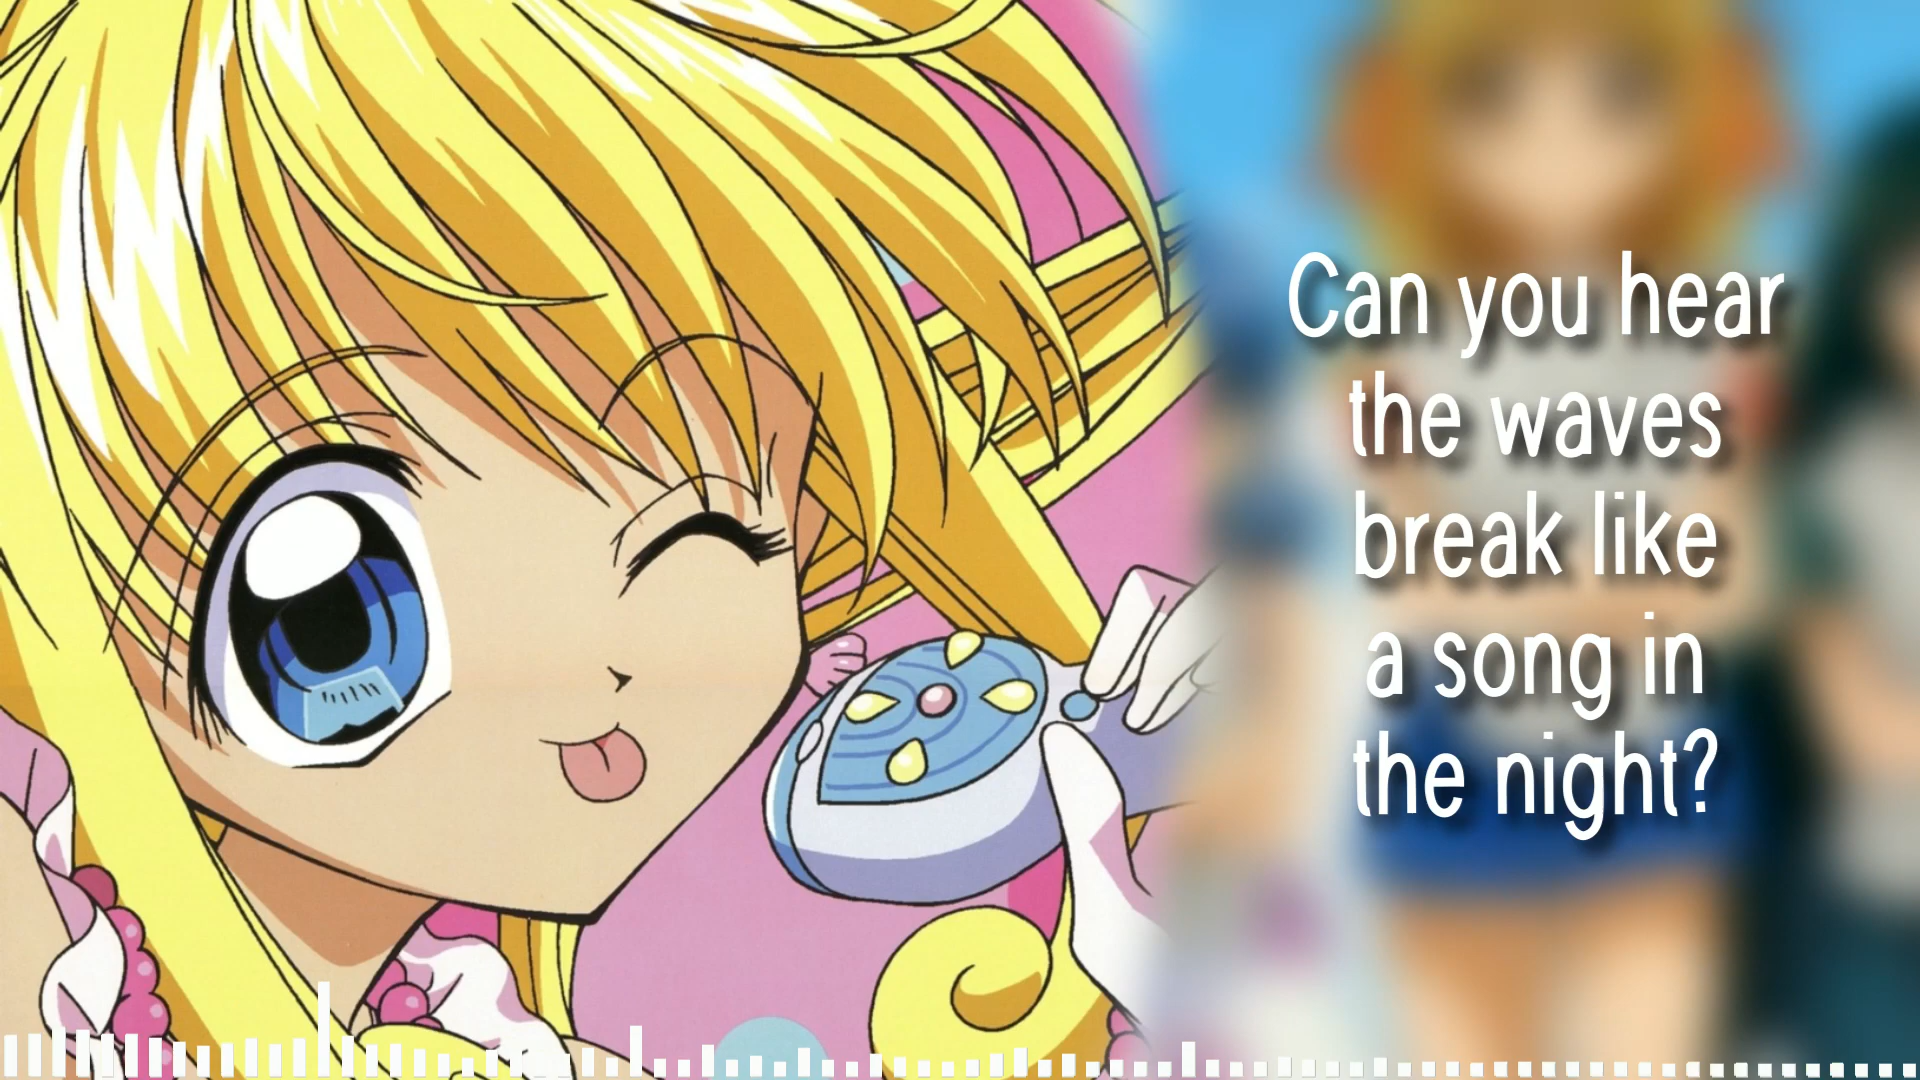 Can you hear
the waves
break like
a song in
the night?